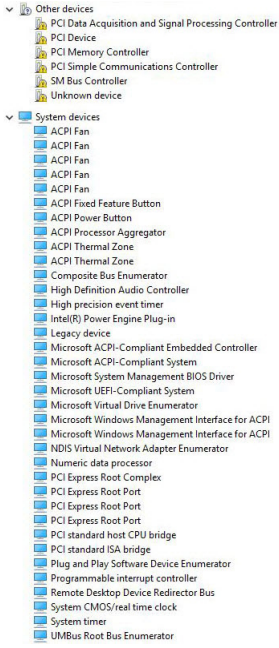 Other devices
PCI Data Acquisition and Signal Processing Controller
PCI Device
PCI Memory Controller
PCI Simple Communications Controller
SM Bus Controller
Unknown device
System devices
ACPI Fan
ACPI Fan
ACPI Fan
ACPI Fan
ACPI Fan
ACPI Fixed Feature Button
ACPI Power Button
ACPI Processor Aggregator
ACPI Thermal Zone
ACPI Thermal Zone
Composite Bus Enumerator
High Definition Audio Controller
High precision event timer
Intel(R) Power Engine Plug-in
Legacy device
Microsoft ACPI-Compliant Embedded Controller
Microsoft ACPI-Compliant System
Microsoft System Management BIOS Driver
Microsoft UEFI-Compliant System
Microsoft Virtual Drive Enumerator
Microsoft Windows Management Interface for ACPI
Microsoft Windows Management Interface for ACPI
NDIS Virtual Network Adapter Enumerator
Numeric data processor
PCI Express Root Complex
PCI Express Root Port
PCI Express Root Port
PCI Express Root Port
PCI standard host CPU bridge
PCI standard ISA bridge
Plug and Play Software Device Enumerator
Programmable interrupt controller
Remote Desktop Device Redirector Bus
System CMOS/real time clock
System timer
UMBus Root Bus Enumerator